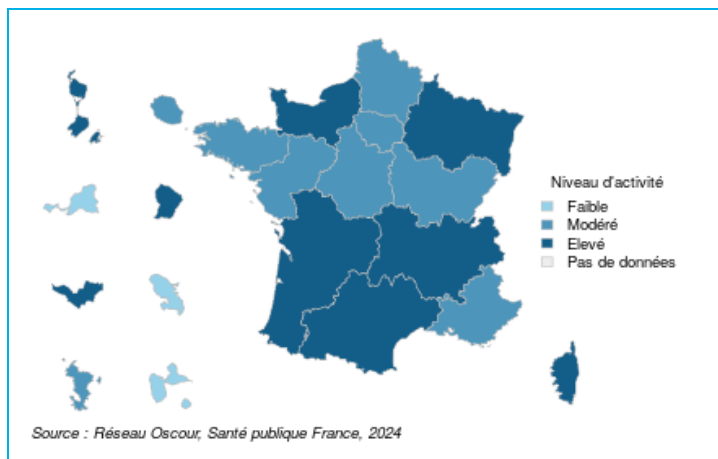 Niveau d'activité
Faible
Modéré
Elevé
Pas de données
Source : Réseau Oscour, Santé publique France, 2024